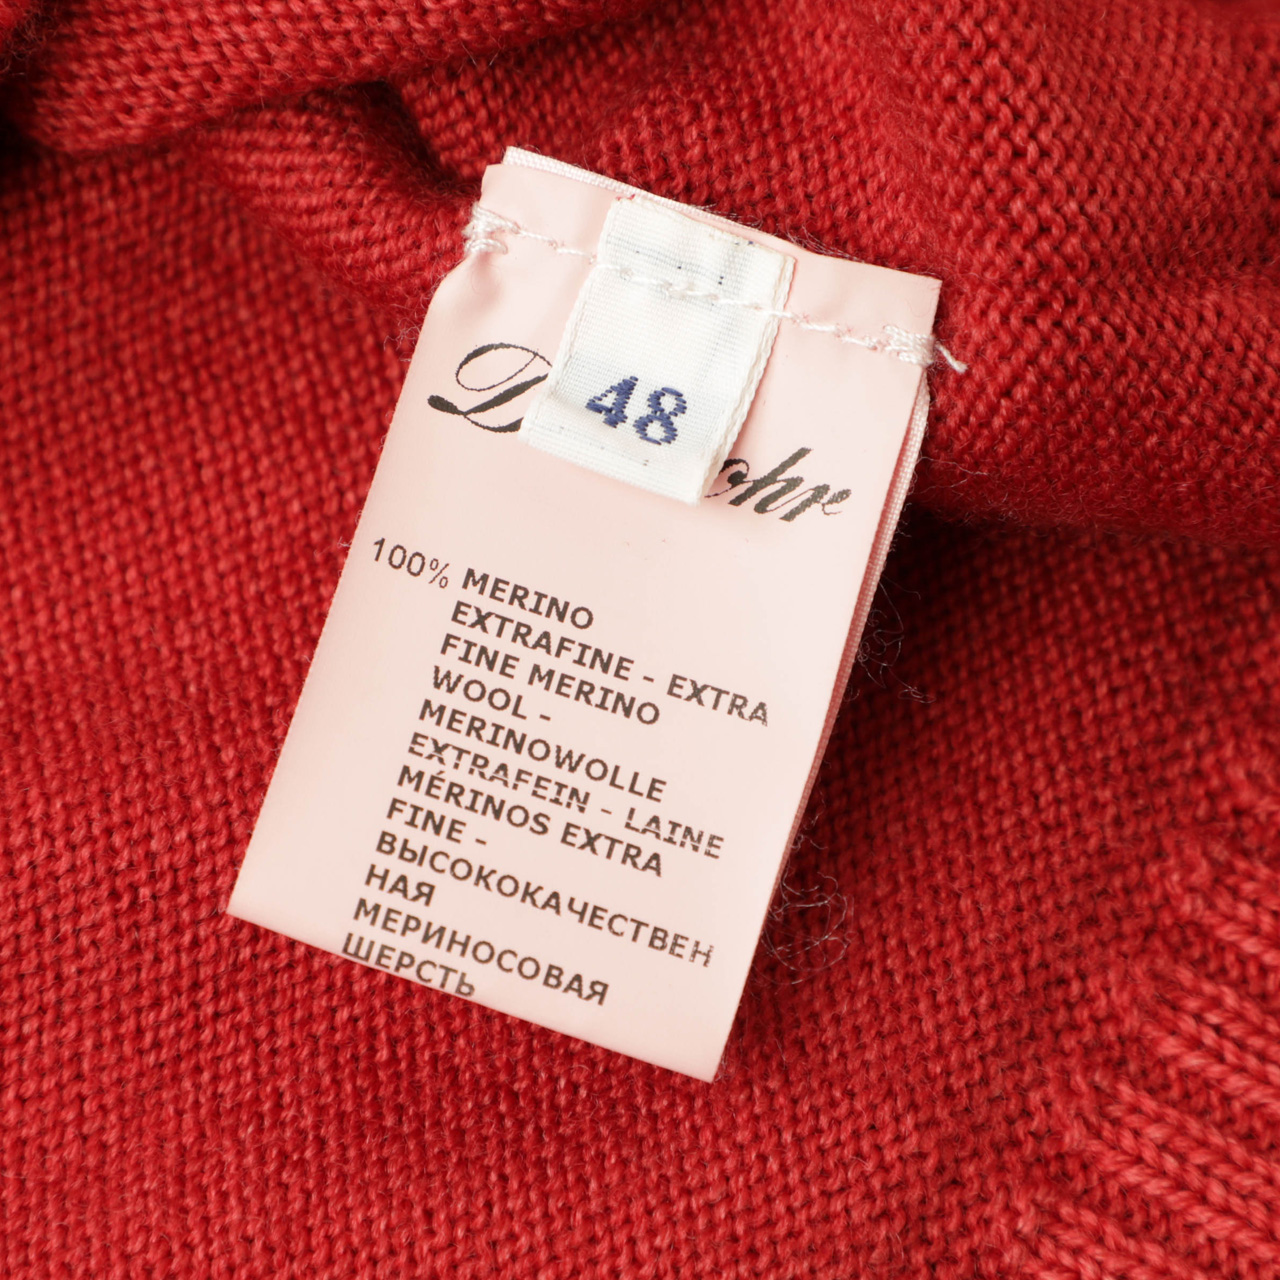 48
100% MERINO
EXTRAFINE - EXTRA
FINE MERINO
WOOL -
MERINOWOLLE
EXTRAFEIN - LAINE
MÉRINOS EXTRA
FINE -
ВЫСОКОКАЧЕСТВЕН
НАЯ
МЕРИНОСОВАЯ
ШЕРСТЬ